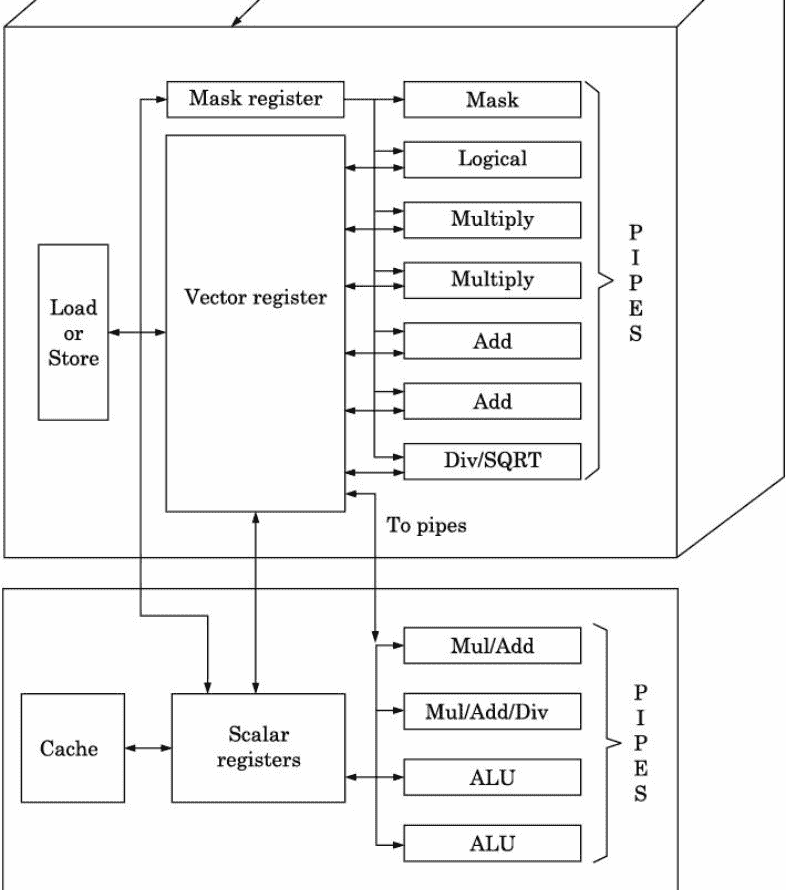 Mask register
Mask
Logical
Multiply
Multiply
Add
Add
Div/SQRT
Vector register
Load
or
Store
P
I
P
E
S
To pipes
Mul/Add
Mul/Add/Div
ALU
ALU
Scalar
registers
Cache
P
I
P
E
S